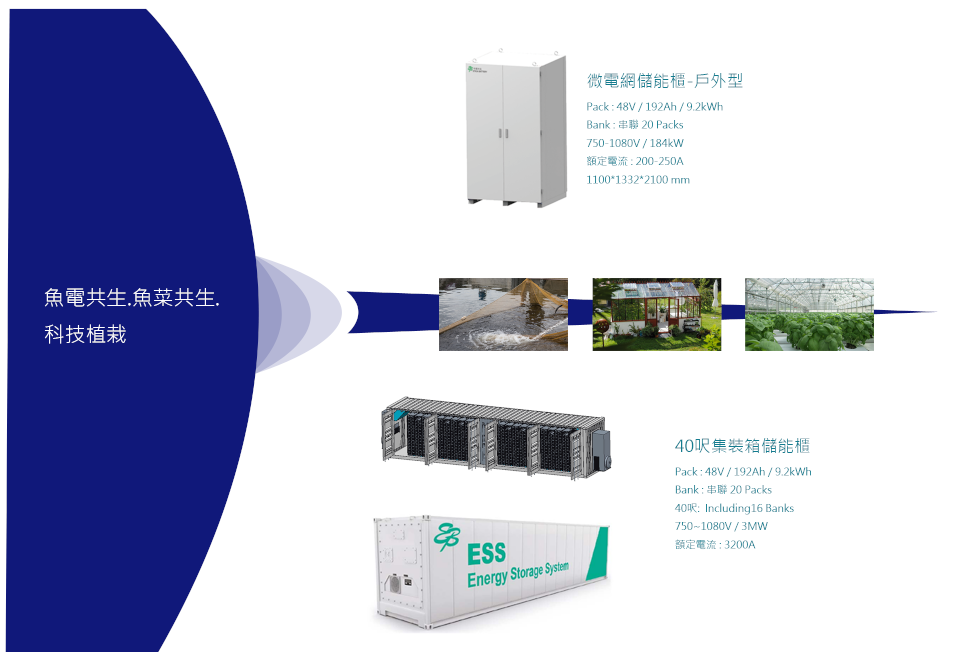 微電網儲能櫃-戶外型
Pack : 48V / 192Ah / 9.2kWh
Bank : 串聯 20 Packs
750-1080V / 184kW
額定電流 : 200-250A
1100*1332*2100 mm
魚電共生.魚菜共生.
科技植栽
40呎集裝箱儲能櫃
Pack : 48V / 192Ah / 9.2kWh
Bank : 串聯 20 Packs
40呎;  Including16 Banks
750~1080V / 3MW
額定電流 : 3200A
ESS
Energy Storage System